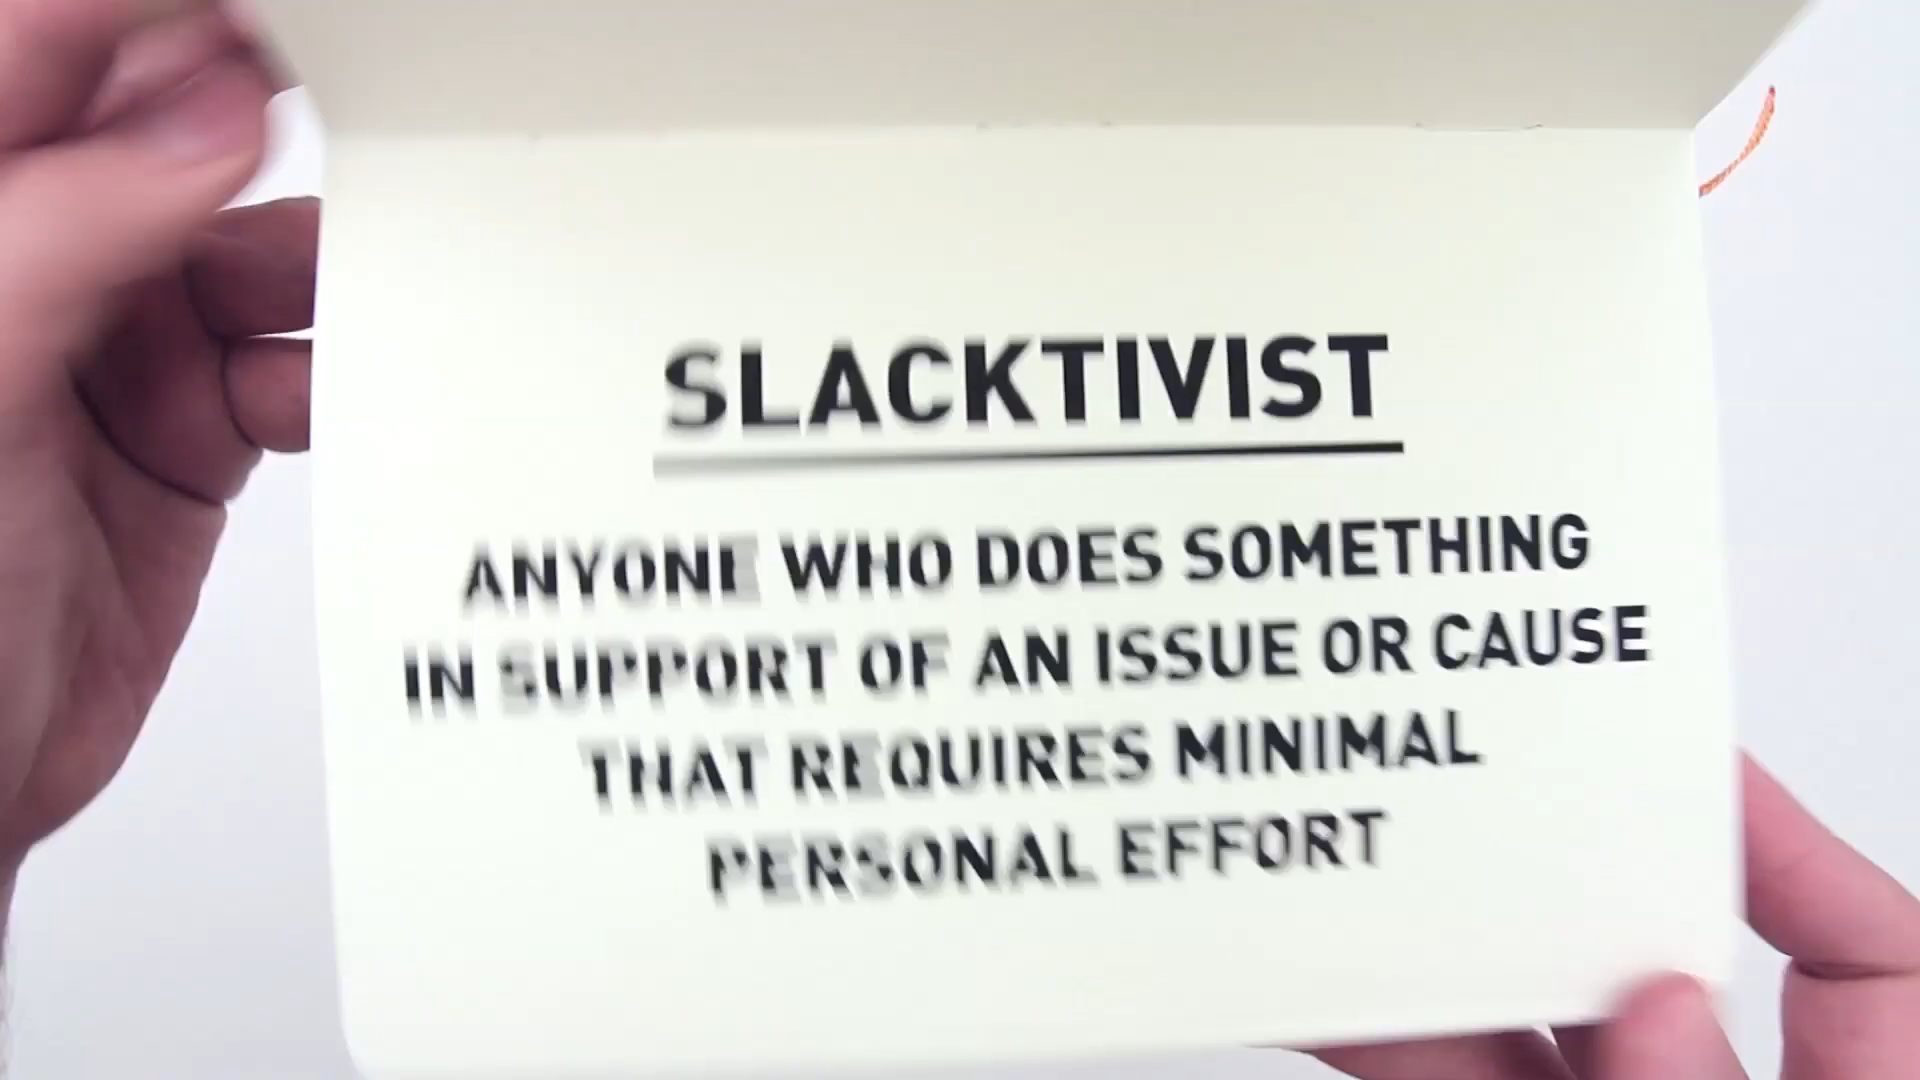 SLACKTIVIST
ANYONE WHO DOES SOMETHING
IN SUPPORT OF AN ISSUE OR CAUSE
THAT REQUIRES MINIMAL
PERSONAL EFFORT